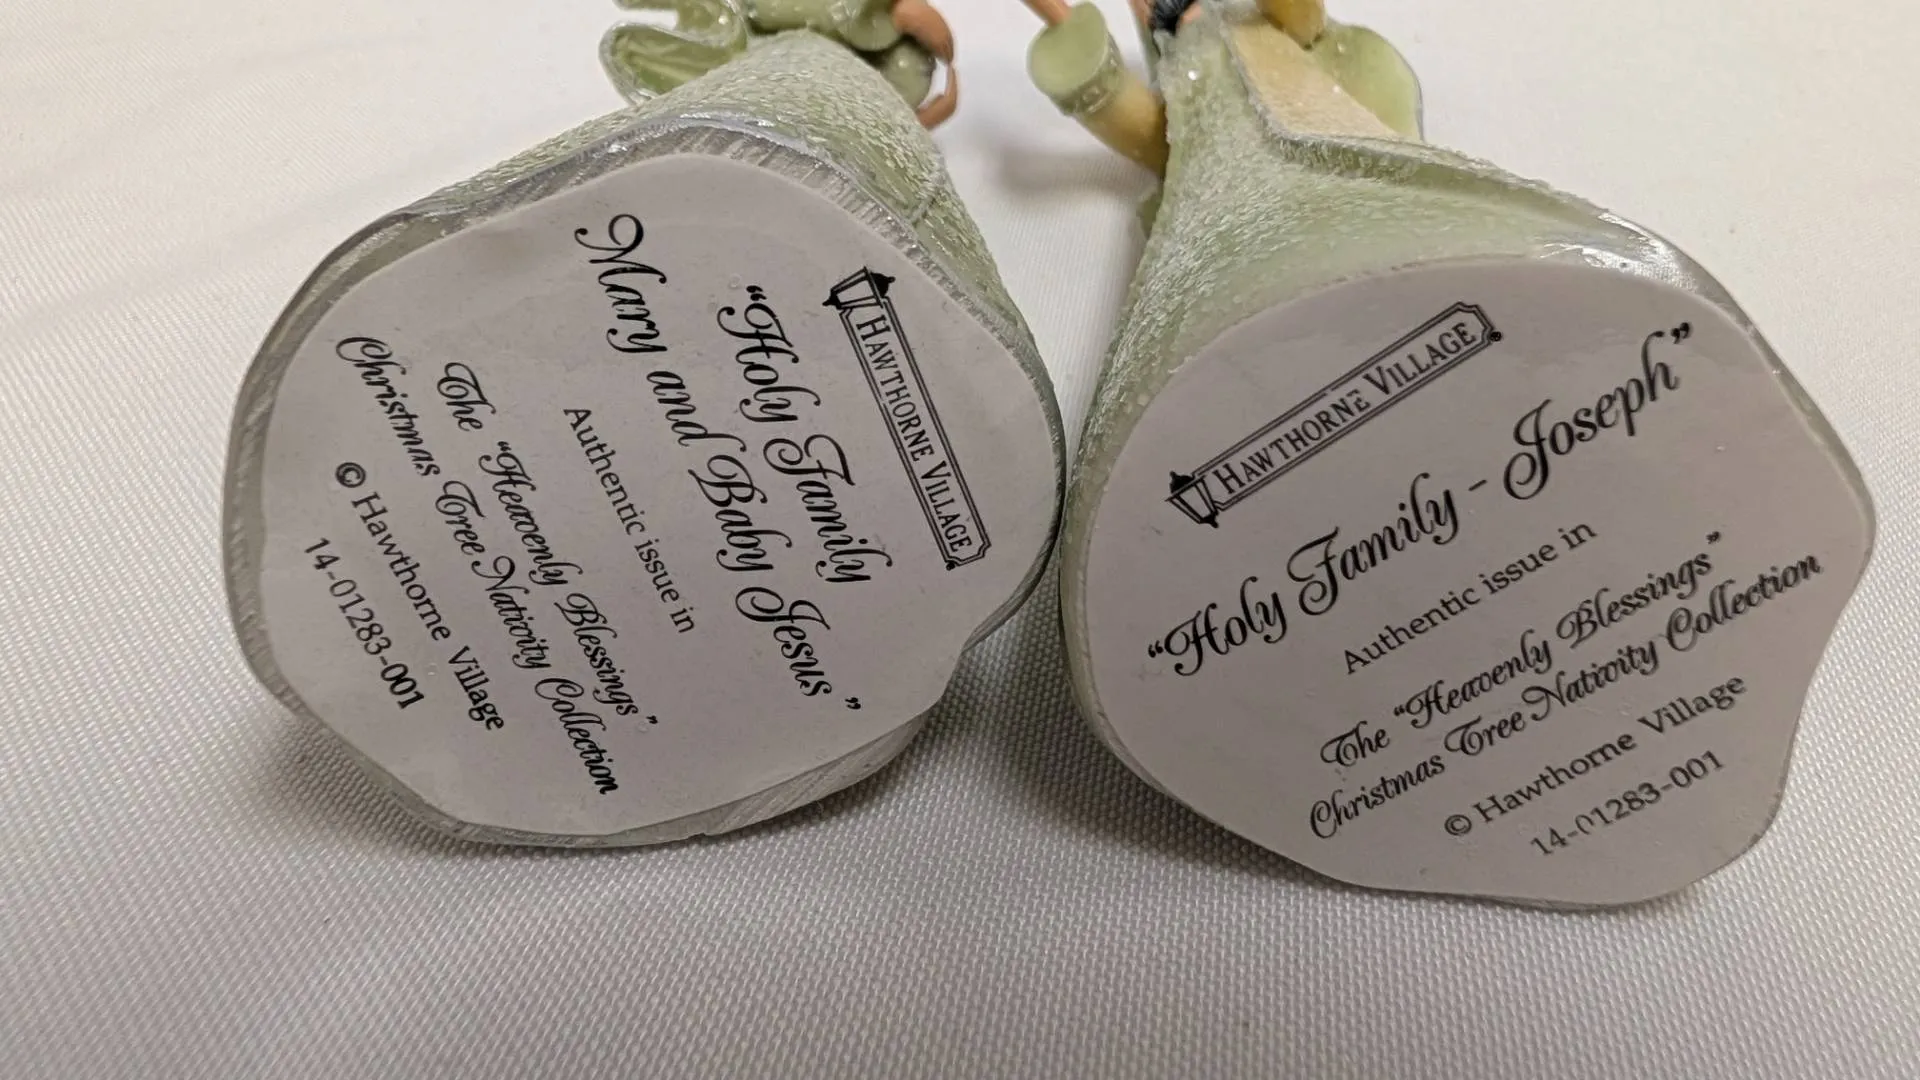 HAWTHORNE VILLAGE
“Holy Family
Mary and Baby Jesus”
Authentic issue in
The “Heavenly Blessings”
Christmas Tree Nativity Collection
© Hawthorne Village
14-01283-001
HAWTHORNE VILLAGE
“Holy Family - Joseph”
Authentic issue in
The “Heavenly Blessings”
Christmas Tree Nativity Collection
© Hawthorne Village
14-01283-001